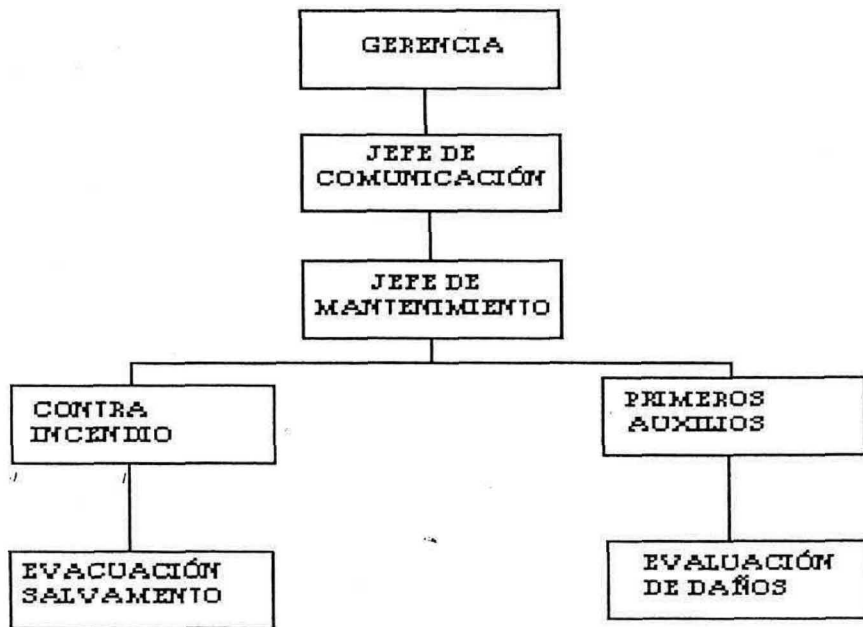 GERENCIA
JEFE DE
COMUNICACIÓN
JEFE DE
MANTENIMIENTO
CONTRA
INCENDIO
PRIMEROS
AUXILIOS
EVACUACIÓN
SALVAMENTO
EVALUACIÓN
DE DAÑOS